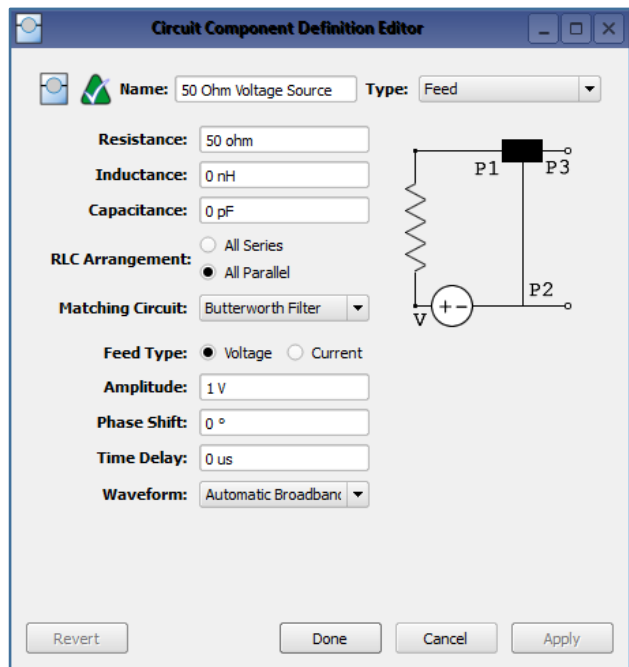 Circuit Component Definition Editor
Name: 50 Ohm Voltage Source Type: Feed
Resistance: 50 ohm
Inductance: 0 nH
Capacitance: 0 pF
RLC Arrangement: All Series
All Parallel
Matching Circuit: Butterworth Filter
Feed Type: Voltage Current
Amplitude: 1 V
Phase Shift: 0 °
Time Delay: 0 us
Waveform: Automatic Broadband
P1 P3
P2
V + -
Revert Done Cancel Apply